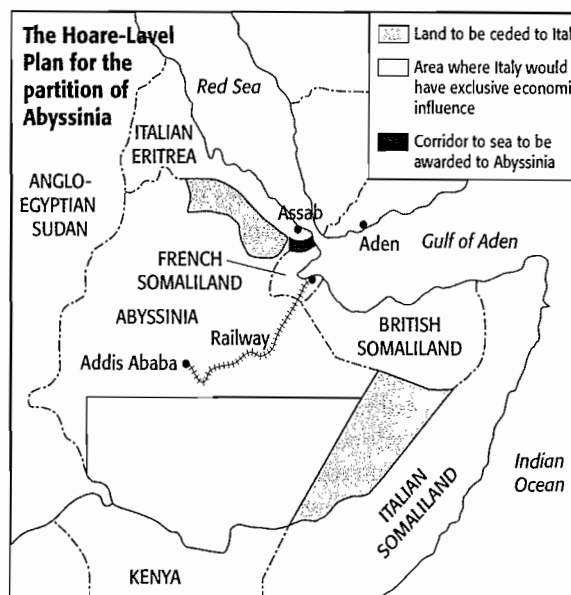 The Hoare-Lavel
Plan for the
partition of
Abyssinia
Land to be ceded to Ital
Area where Italy would
have exclusive economi
influence
Corridor to sea to be
awarded to Abyssinia
Red Sea
ITALIAN
ERITREA
ANGLO-
EGYPTIAN
SUDAN
Assab
Aden
Gulf of Aden
FRENCH
SOMALILAND
ABYSSINIA
Railway
BRITISH
SOMALILAND
Addis Ababa
Indian
Ocean
ITALIAN
SOMALILAND
KENYA